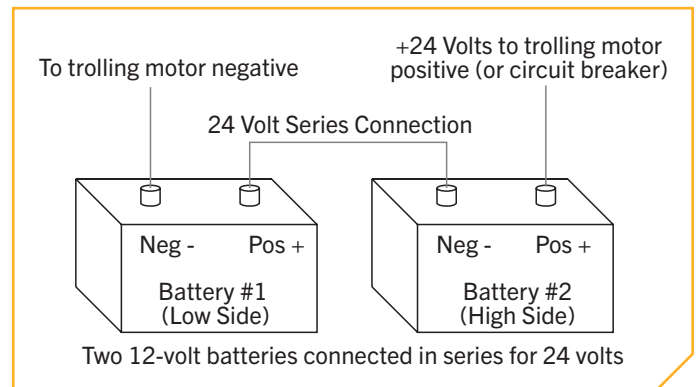 To trolling motor negative
+24 Volts to trolling motor
positive (or circuit breaker)
24 Volt Series Connection
Neg - Pos +
Battery #1
(Low Side)
Neg - Pos +
Battery #2
(High Side)
Two 12-volt batteries connected in series for 24 volts